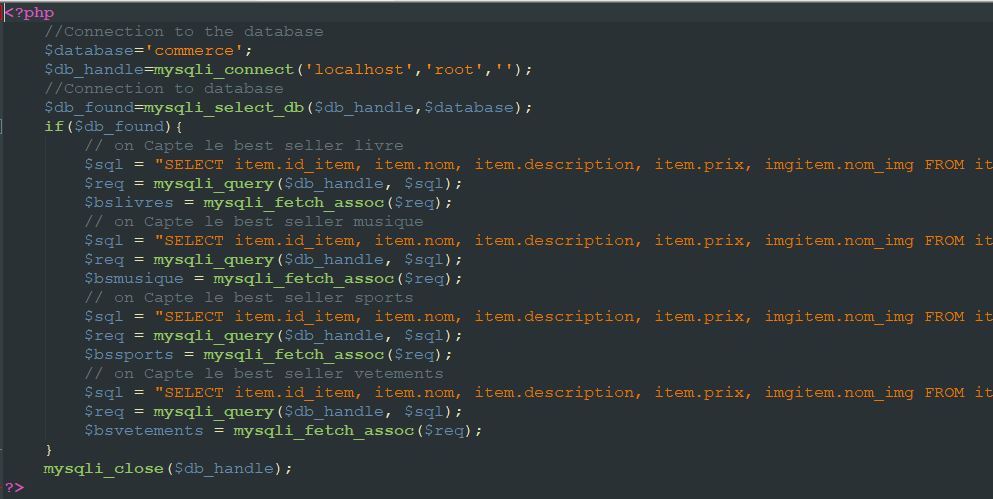 <?php
//Connection to the database
$database='commerce';
$db_handle=mysqli_connect('localhost','root','');
//Connection to database
$db_found=mysqli_select_db($db_handle,$database);
if($db_found){
// on Capte le best seller livre
$sql = "SELECT item.id_item, item.nom, item.description, item.prix, imgitem.nom_img FROM it
$req = mysqli_query($db_handle, $sql);
$bslivres = mysqli_fetch_assoc($req);
// on Capte le best seller musique
$sql = "SELECT item.id_item, item.nom, item.description, item.prix, imgitem.nom_img FROM it
$req = mysqli_query($db_handle, $sql);
$bsmusique = mysqli_fetch_assoc($req);
// on Capte le best seller sports
$sql = "SELECT item.id_item, item.nom, item.description, item.prix, imgitem.nom_img FROM it
$req = mysqli_query($db_handle, $sql);
$bssports = mysqli_fetch_assoc($req);
// on Capte le best seller vetements
$sql = "SELECT item.id_item, item.nom, item.description, item.prix, imgitem.nom_img FROM it
$req = mysqli_query($db_handle, $sql);
$bsvetements = mysqli_fetch_assoc($req);
}
mysqli_close($db_handle);
?>